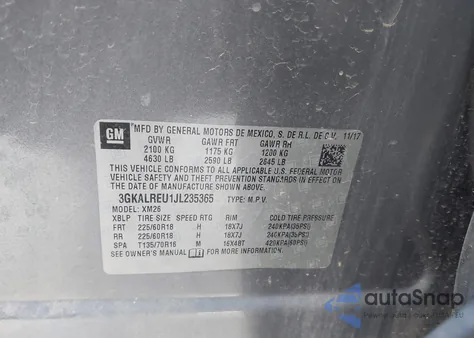 GM
MFD BY GENERAL MOTORS DE MEXICO, S. DE R.L. DE C.V. 11/17
GVWR GAWR FRT GAWR RR
2100 KG 1175 KG 1200 KG
4630 LB 2590 LB 2645 LB
THIS VEHICLE CONFORMS TO ALL APPLICABLE U.S. FEDERAL
MOTOR VEHICLE SAFETY AND THEFT PREVENTION STANDARDS
IN EFFECT ON THE DATE OF MANUFACTURE SHOWN ABOVE.
3GKALREU1JL235365 TYPE: M.P.V.
MODEL: XM26
XBLKP TIRE SIZE SPEED RTG RIM COLD TIRE PRESSURE
FRT 225/60R18 H 18X7J 240KPA(35PSI)
RR 225/60R18 H 18X7J 240KPA(35PSI)
SPA T135/70R16 M 16X4BT 420KPA(60PSI)
SEE OWNER'S MANUAL FOR MORE INFORMATION.
autoSnap